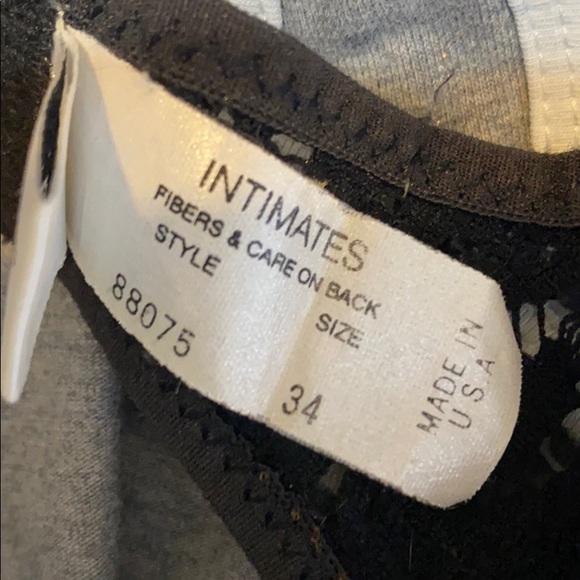 INTIMATES
FIBERS & CARE ON BACK
STYLE SIZE
88075 34
MADE IN
U.S.A.